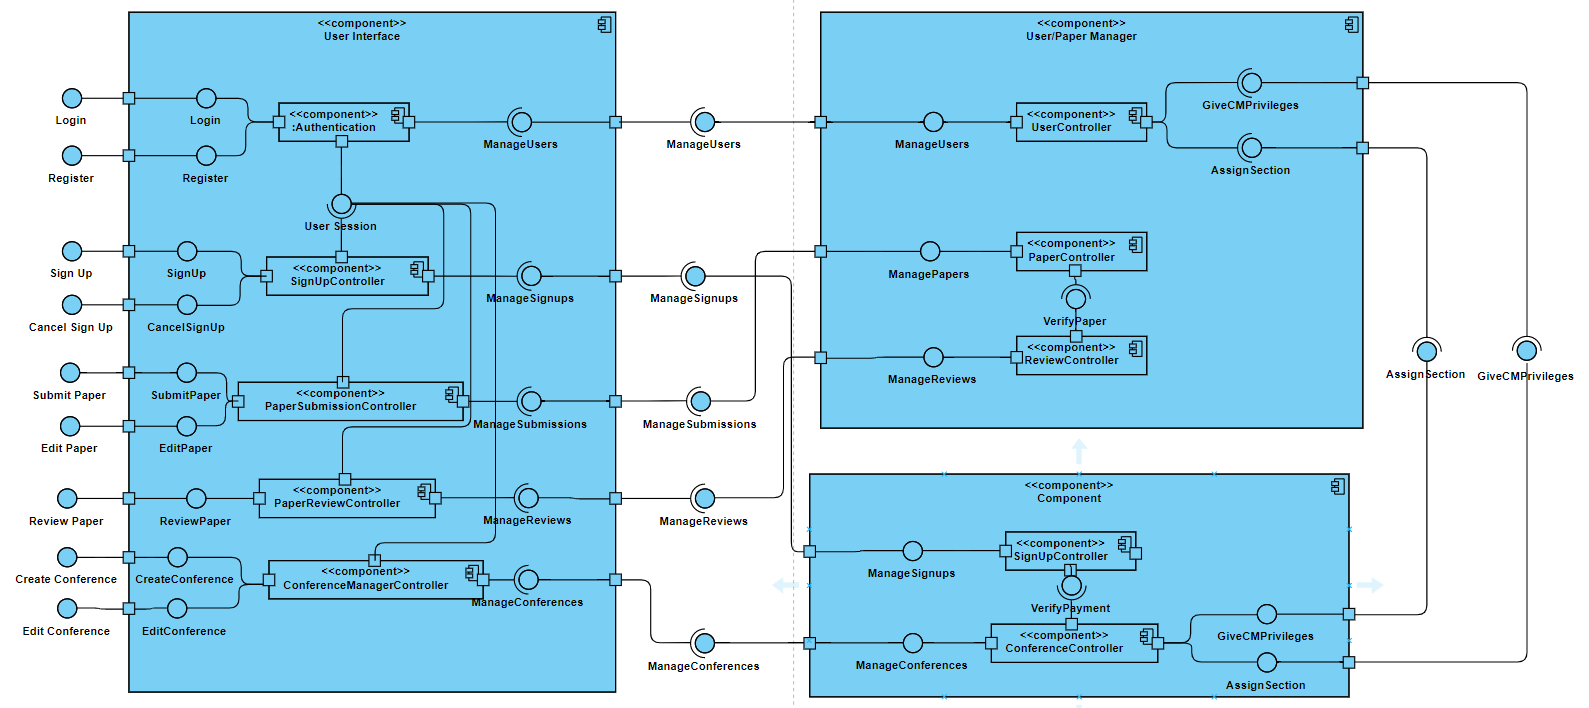 <<component>>
User Interface
Login
Login
<<component>>
:Authentication
ManageUsers
Register
Register
User Session
Sign Up
SignUp
<<component>>
SignUpController
ManageSignups
Cancel Sign Up
CancelSignUp
Submit Paper
SubmitPaper
<<component>>
PaperSubmissionController
ManageSubmissions
Edit Paper
EditPaper
Review Paper
ReviewPaper
<<component>>
PaperReviewController
ManageReviews
Create Conference
CreateConference
<<component>>
ConferenceManagerController
ManageConferences
Edit Conference
EditConference
ManageUsers
ManageSignups
ManageSubmissions
ManageReviews
ManageConferences
<<component>>
User/Paper Manager
ManageUsers
<<component>>
UserController
GiveCMPrivileges
AssignSection
ManagePapers
<<component>>
PaperController
VerifyPaper
ManageReviews
<<component>>
ReviewController
AssignSection
GiveCMPrivileges
<<component>>
Component
ManageSignups
<<component>>
SignUpController
VerifyPayment
ManageConferences
<<component>>
ConferenceController
GiveCMPrivileges
AssignSection